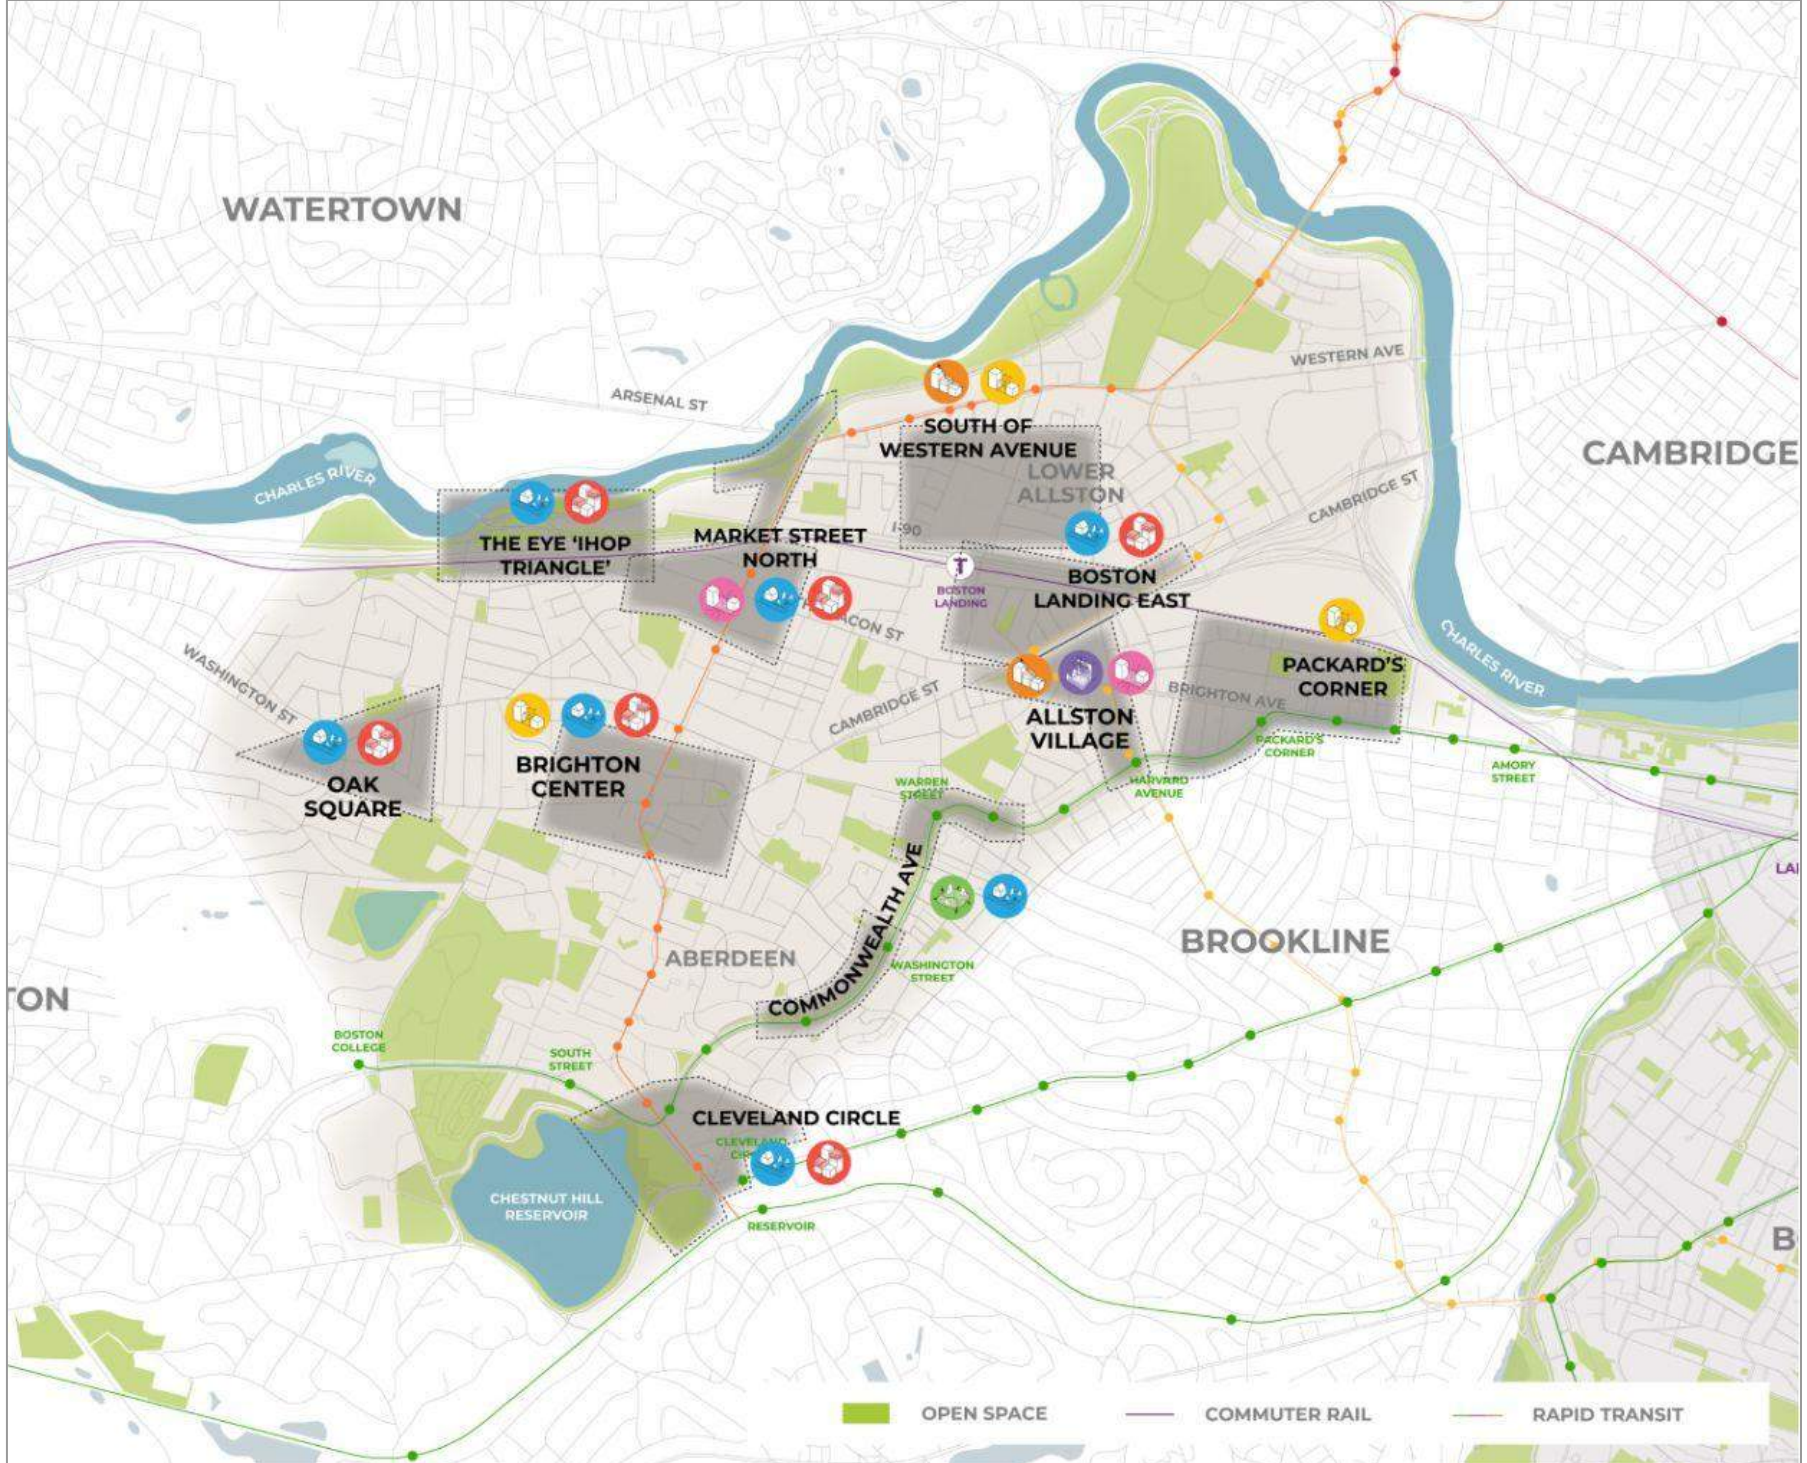 WATERTOWN
WESTERN AVE
ARSENAL ST
SOUTH OF
WESTERN AVENUE
LOWER
ALLSTON
CAMBRIDGE
CHARLES RIVER
CAMBRIDGE ST
I-90
THE EYE ‘IHOP
TRIANGLE’
MARKET STREET
NORTH
T
BOSTON
LANDING
BOSTON
LANDING EAST
ACON ST
CHARLES RIVER
WASHINGTON ST
PACKARD'S
CORNER
BRIGHTON AVE
CAMBRIDGE ST
ALLSTON
VILLAGE
PACKARD'S
CORNER
OAK
SQUARE
BRIGHTON
CENTER
WARREN
STREET
HARVARD
AVENUE
AMORY
STREET
LA
COMMONWEALTH AVE
BROOKLINE
ABERDEEN
WASHINGTON
STREET
TON
BOSTON
COLLEGE
SOUTH
STREET
CLEVELAND CIRCLE
CLEVELAND
CIR
CHESTNUT HILL
RESERVOIR
RESERVOIR
B
OPEN SPACE
COMMUTER RAIL
RAPID TRANSIT